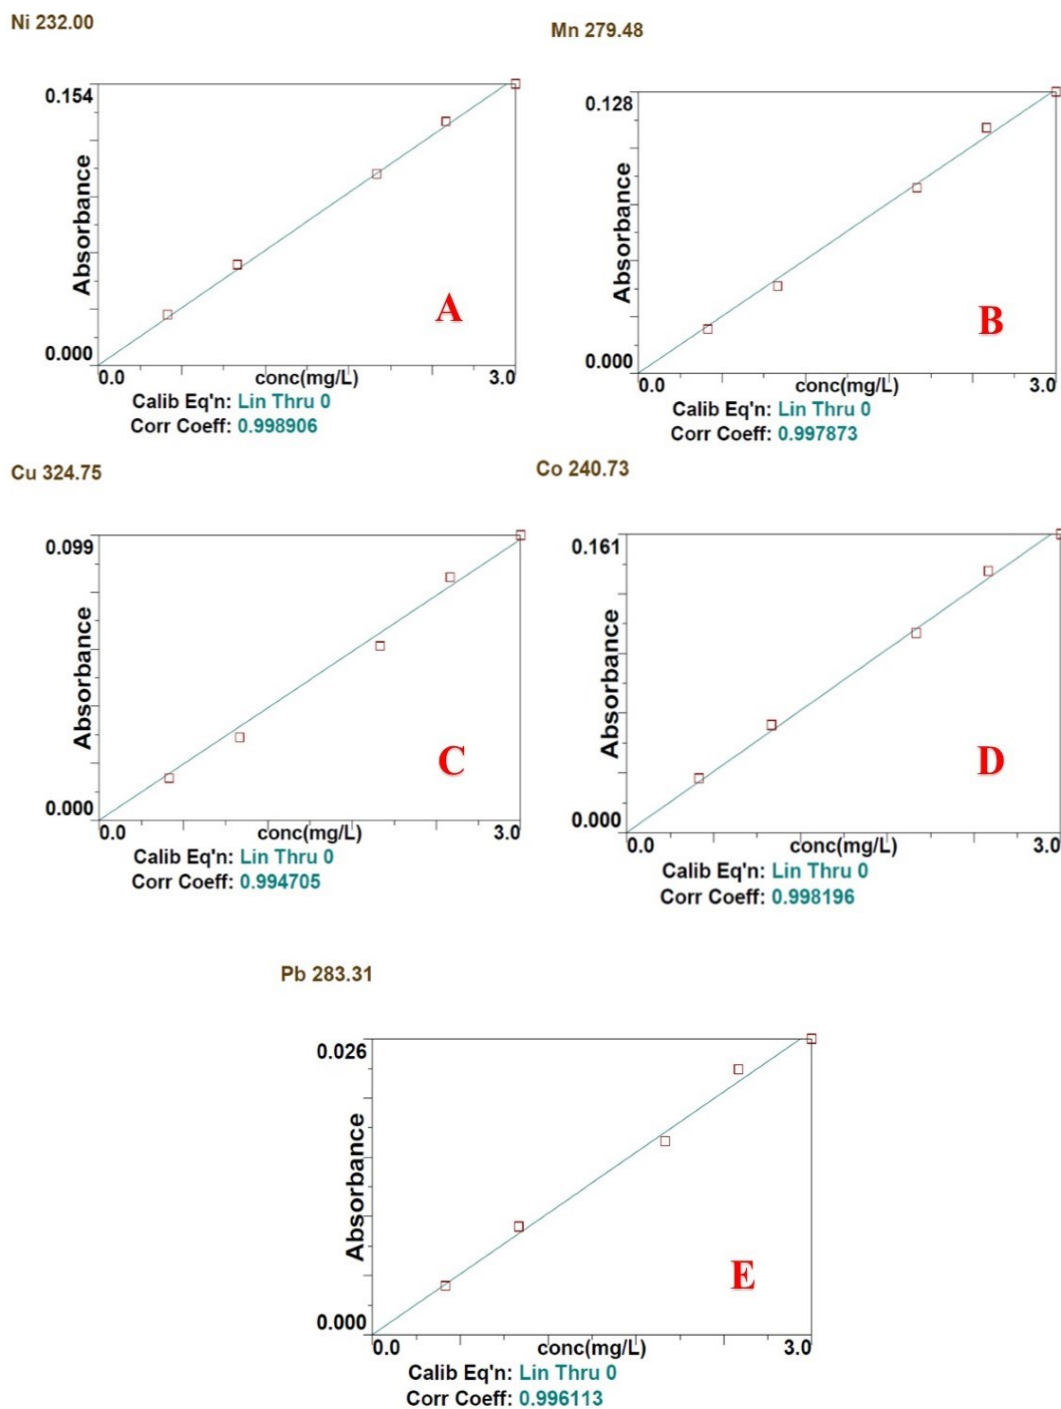 Ni 232.00
0.154
Absorbance
A
0.000
0.0 conc(mg/L) 3.0
Calib Eq'n: Lin Thru 0
Corr Coeff: 0.998906
Mn 279.48
0.128
Absorbance
B
0.000
0.0 conc(mg/L) 3.0
Calib Eq'n: Lin Thru 0
Corr Coeff: 0.997873
Cu 324.75
0.099
Absorbance
C
0.000
0.0 conc(mg/L) 3.0
Calib Eq'n: Lin Thru 0
Corr Coeff: 0.994705
Co 240.73
0.161
Absorbance
D
0.000
0.0 conc(mg/L) 3.0
Calib Eq'n: Lin Thru 0
Corr Coeff: 0.998196
Pb 283.31
0.026
Absorbance
E
0.000
0.0 conc(mg/L) 3.0
Calib Eq'n: Lin Thru 0
Corr Coeff: 0.996113